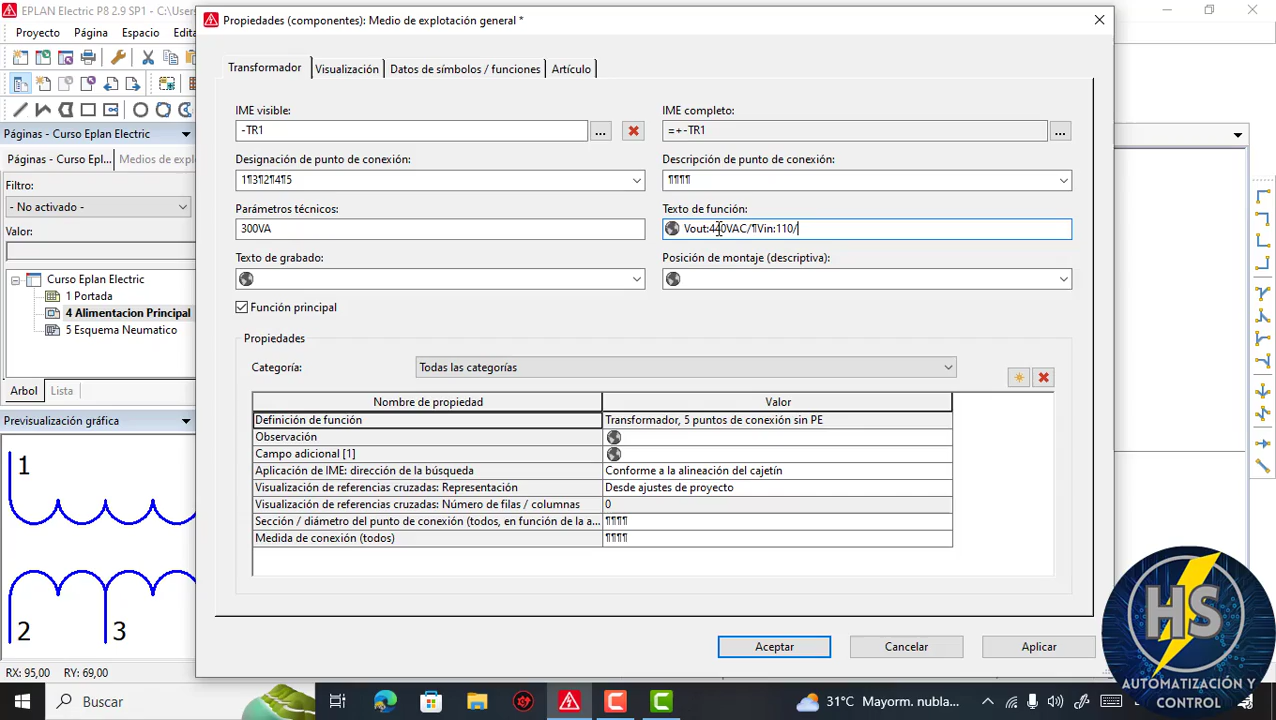 EPLAN Electric P8 2.9 SP1 - C
Proyecto Página Espacio Edita
Páginas - Curso Eplan Electric
Páginas - Curso Epl... Medios de expl
Filtro:
- No activado -
Valor:
Curso Eplan Electric
1 Portada
4 Alimentacion Principal
5 Esquema Neumatico
Arbol Lista
Previsualización gráfica
1
2 3
RX: 95,00 RY: 69,00
Propiedades (componentes): Medio de explotación general *
Transformador Visualización Datos de símbolos / funciones Artículo
IME visible: IME completo:
-TR1 ... =+-TR1 ...
Designación de punto de conexión: Descripción de punto de conexión:
1¶3¶2¶4¶5 ¶¶¶¶
Parámetros técnicos: Texto de función:
300VA Vout:440VAC/¶Vin:110/
Texto de grabado: Posición de montaje (descriptiva):
Función principal
Propiedades
Categoría: Todas las categorías
Nombre de propiedad Valor
Definición de función Transformador, 5 puntos de conexión sin PE
Observación
Campo adicional [1]
Aplicación de IME: dirección de la búsqueda Conforme a la alineación del cajetín
Visualización de referencias cruzadas: Representación Desde ajustes de proyecto
Visualización de referencias cruzadas: Número de filas / columnas 0
Sección / diámetro del punto de conexión (todos, en función de la a... ¶¶¶¶
Medida de conexión (todos) ¶¶¶¶
Aceptar Cancelar Aplicar
HS
AUTOMATIZACIÓN Y
CONTROL
Buscar 31°C Mayorm. nubla...